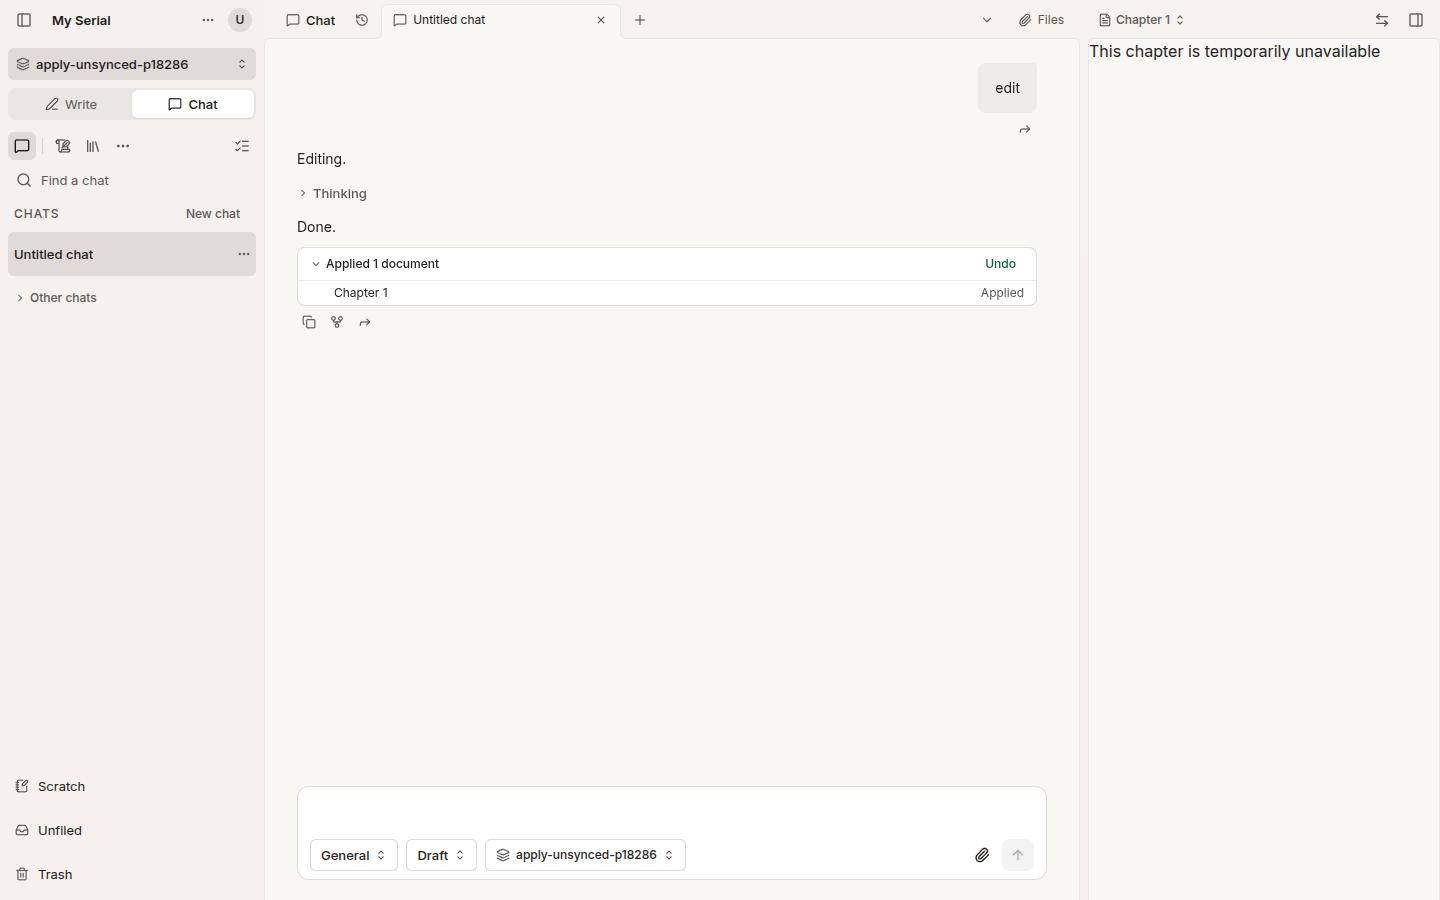 My Serial
U
apply-unsynced-p18286
Write
Chat
Find a chat
CHATS
New chat
Untitled chat
Other chats
Scratch
Unfiled
Trash
Chat
Untitled chat
Files
edit
Editing.
Thinking
Done.
Applied 1 document
Undo
Chapter 1
Applied
General
Draft
apply-unsynced-p18286
Chapter 1
This chapter is temporarily unavailable